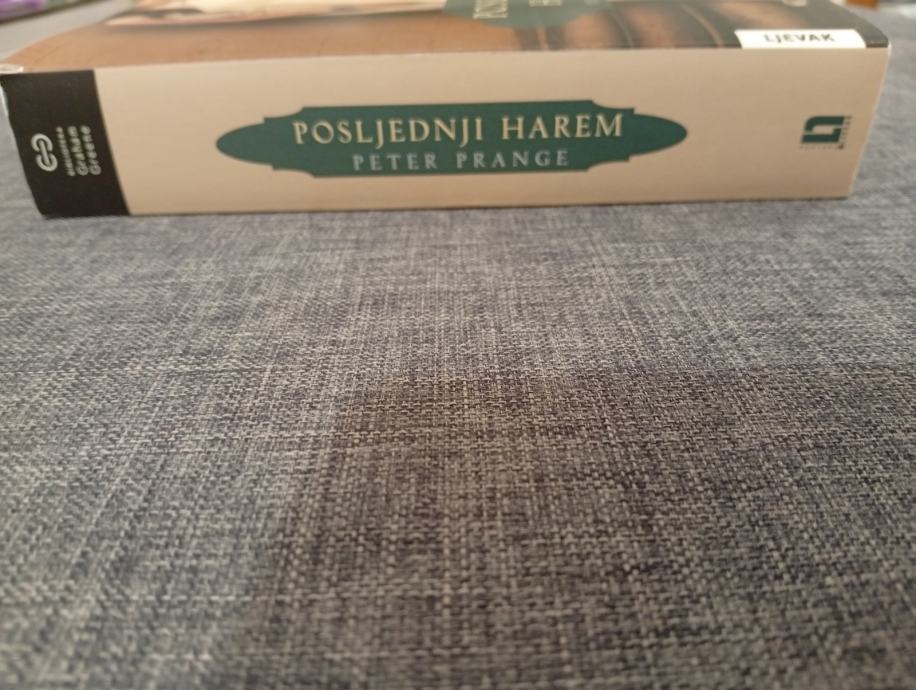 LJEVAK
POSLJEDNJI HAREM
PETER PRANGE
Graham
Greene